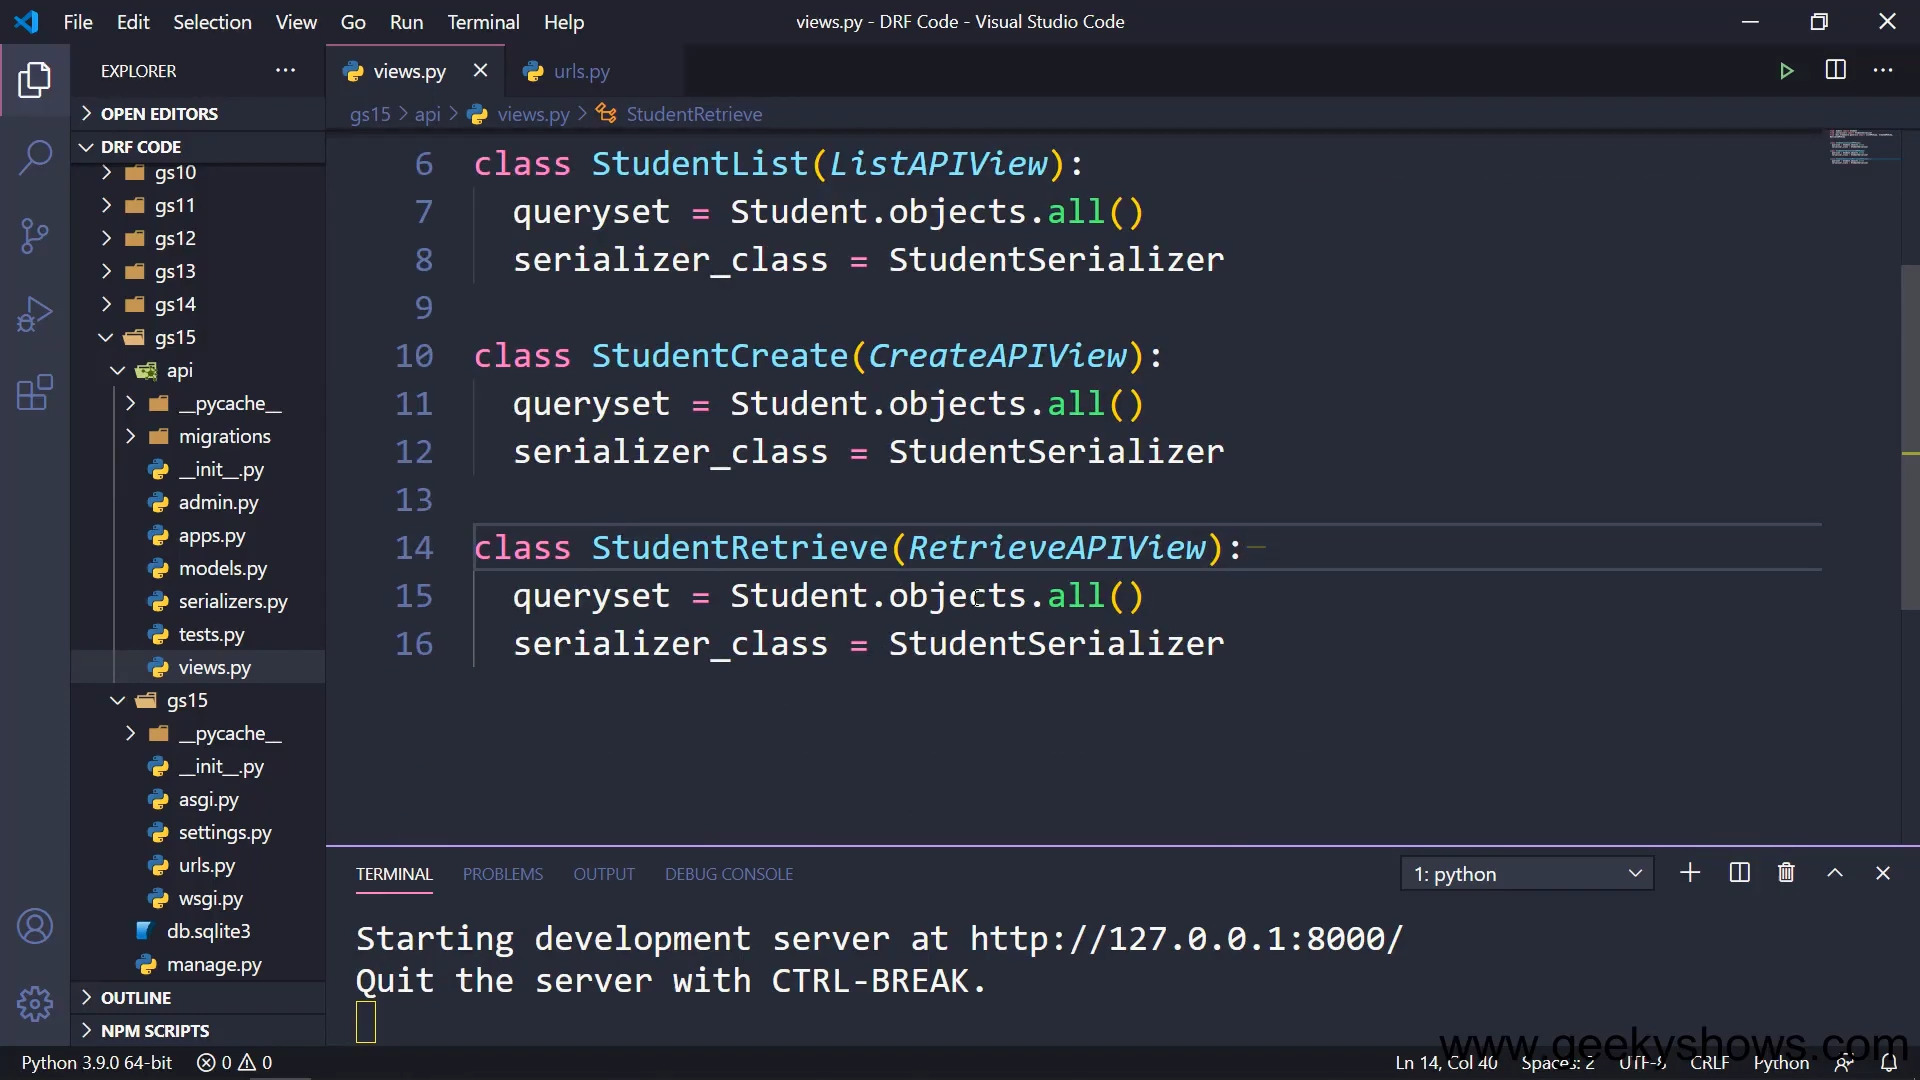 File Edit Selection View Go Run Terminal Help
views.py - DRF Code - Visual Studio Code
EXPLORER
OPEN EDITORS
DRF CODE
gs10
gs11
gs12
gs13
gs14
gs15
api
__pycache__
migrations
__init__.py
admin.py
apps.py
models.py
serializers.py
tests.py
views.py
gs15
__pycache__
__init__.py
asgi.py
settings.py
urls.py
wsgi.py
db.sqlite3
manage.py
OUTLINE
NPM SCRIPTS
views.py urls.py
gs15 > api > views.py > StudentRetrieve
6 class StudentList(ListAPIView):
7 queryset = Student.objects.all()
8 serializer_class = StudentSerializer
9
10 class StudentCreate(CreateAPIView):
11 queryset = Student.objects.all()
12 serializer_class = StudentSerializer
13
14 class StudentRetrieve(RetrieveAPIView):
15 queryset = Student.objects.all()
16 serializer_class = StudentSerializer
TERMINAL PROBLEMS OUTPUT DEBUG CONSOLE
1: python
Starting development server at http://127.0.0.1:8000/
Quit the server with CTRL-BREAK.
www.geekyshows.com
Python 3.9.0 64-bit 0 0
Ln 14, Col 40 Spaces: 2 UTF-8 CRLF Python